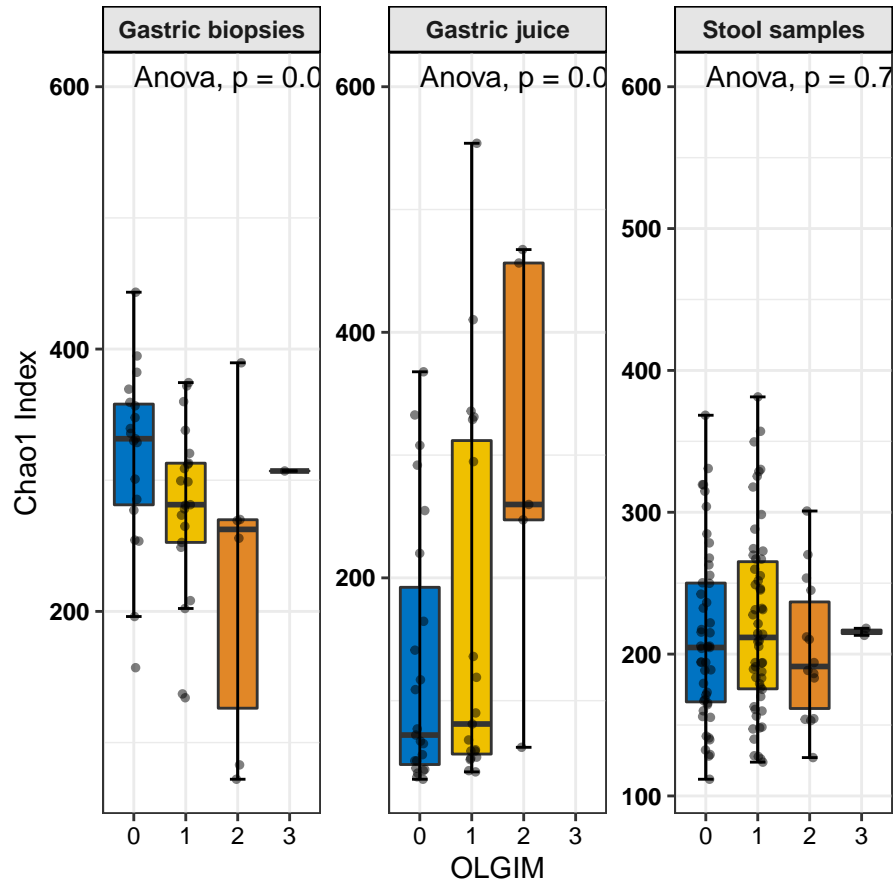 Gastric biopsies
Gastric juice
Stool samples
Anova, p = 0.0
Anova, p = 0.0
Anova, p = 0.7
Chao1 Index
600
400
200
400
200
600
500
400
300
200
100
0 1 2 3
0 1 2 3
0 1 2 3
OLGIM